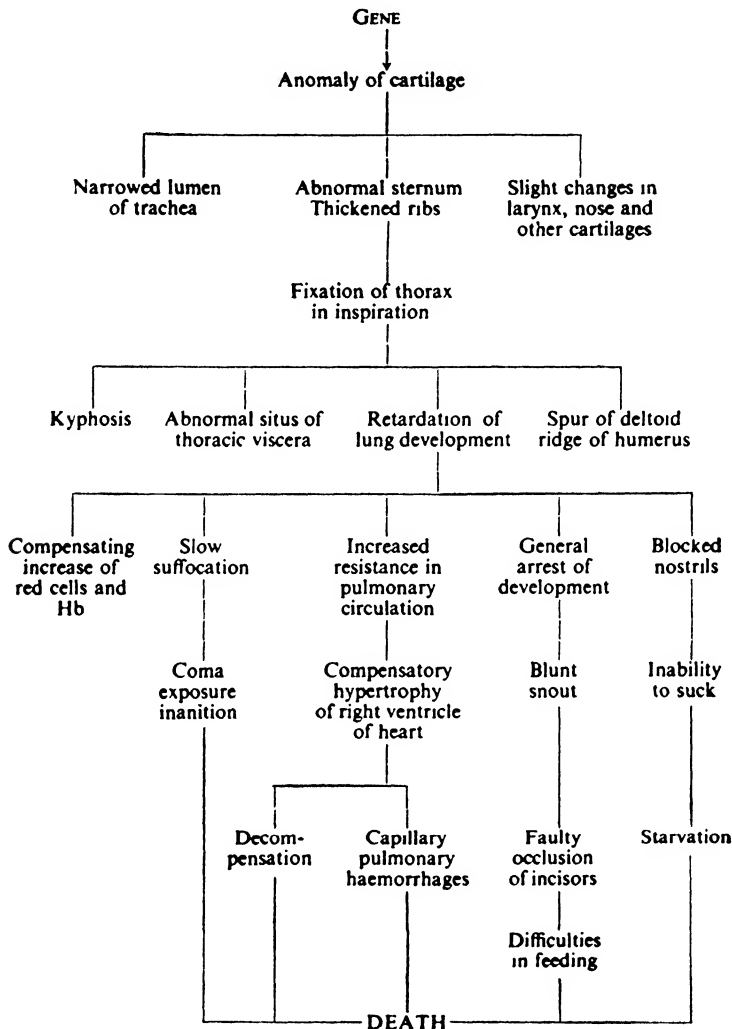 GENE
Anomaly of cartilage
Narrowed lumen
of trachea
Abnormal sternum
Thickened ribs
Slight changes in
larynx, nose and
other cartilages
Fixation of thorax
in inspiration
Kyphosis
Abnormal situs of
thoracic viscera
Retardation of
lung development
Spur of deltoid
ridge of humerus
Compensating
increase of
red cells and
Hb
Slow
suffocation
Increased
resistance in
pulmonary
circulation
General
arrest of
development
Blocked
nostrils
Coma
exposure
inanition
Compensatory
hypertrophy
of right ventricle
of heart
Blunt
snout
Inability
to suck
Decom-
pensation
Capillary
pulmonary
haemorrhages
Faulty
occlusion
of incisors
Starvation
Difficulties
in feeding
DEATH